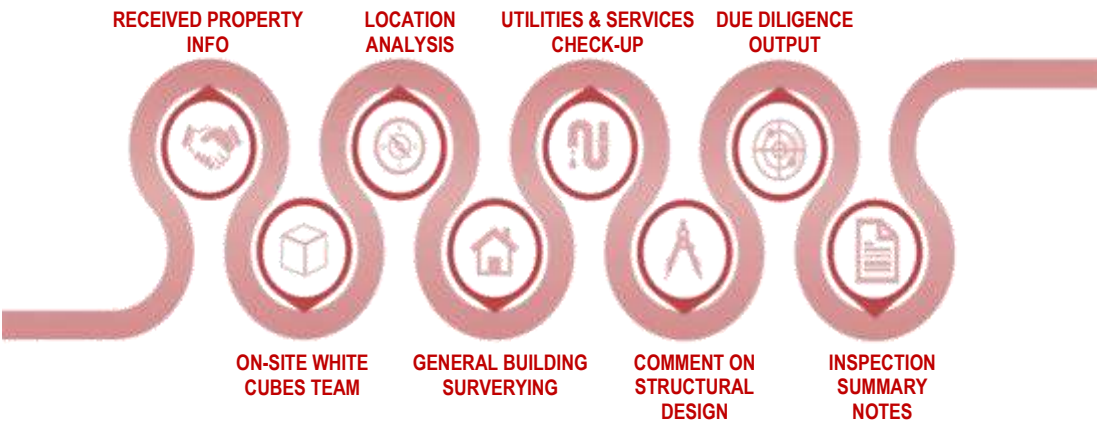 RECEIVED PROPERTY
INFO
LOCATION
ANALYSIS
UTILITIES & SERVICES
CHECK-UP
DUE DILIGENCE
OUTPUT
ON-SITE WHITE
CUBES TEAM
GENERAL BUILDING
SURVERYING
COMMENT ON
STRUCTURAL
DESIGN
INSPECTION
SUMMARY
NOTES